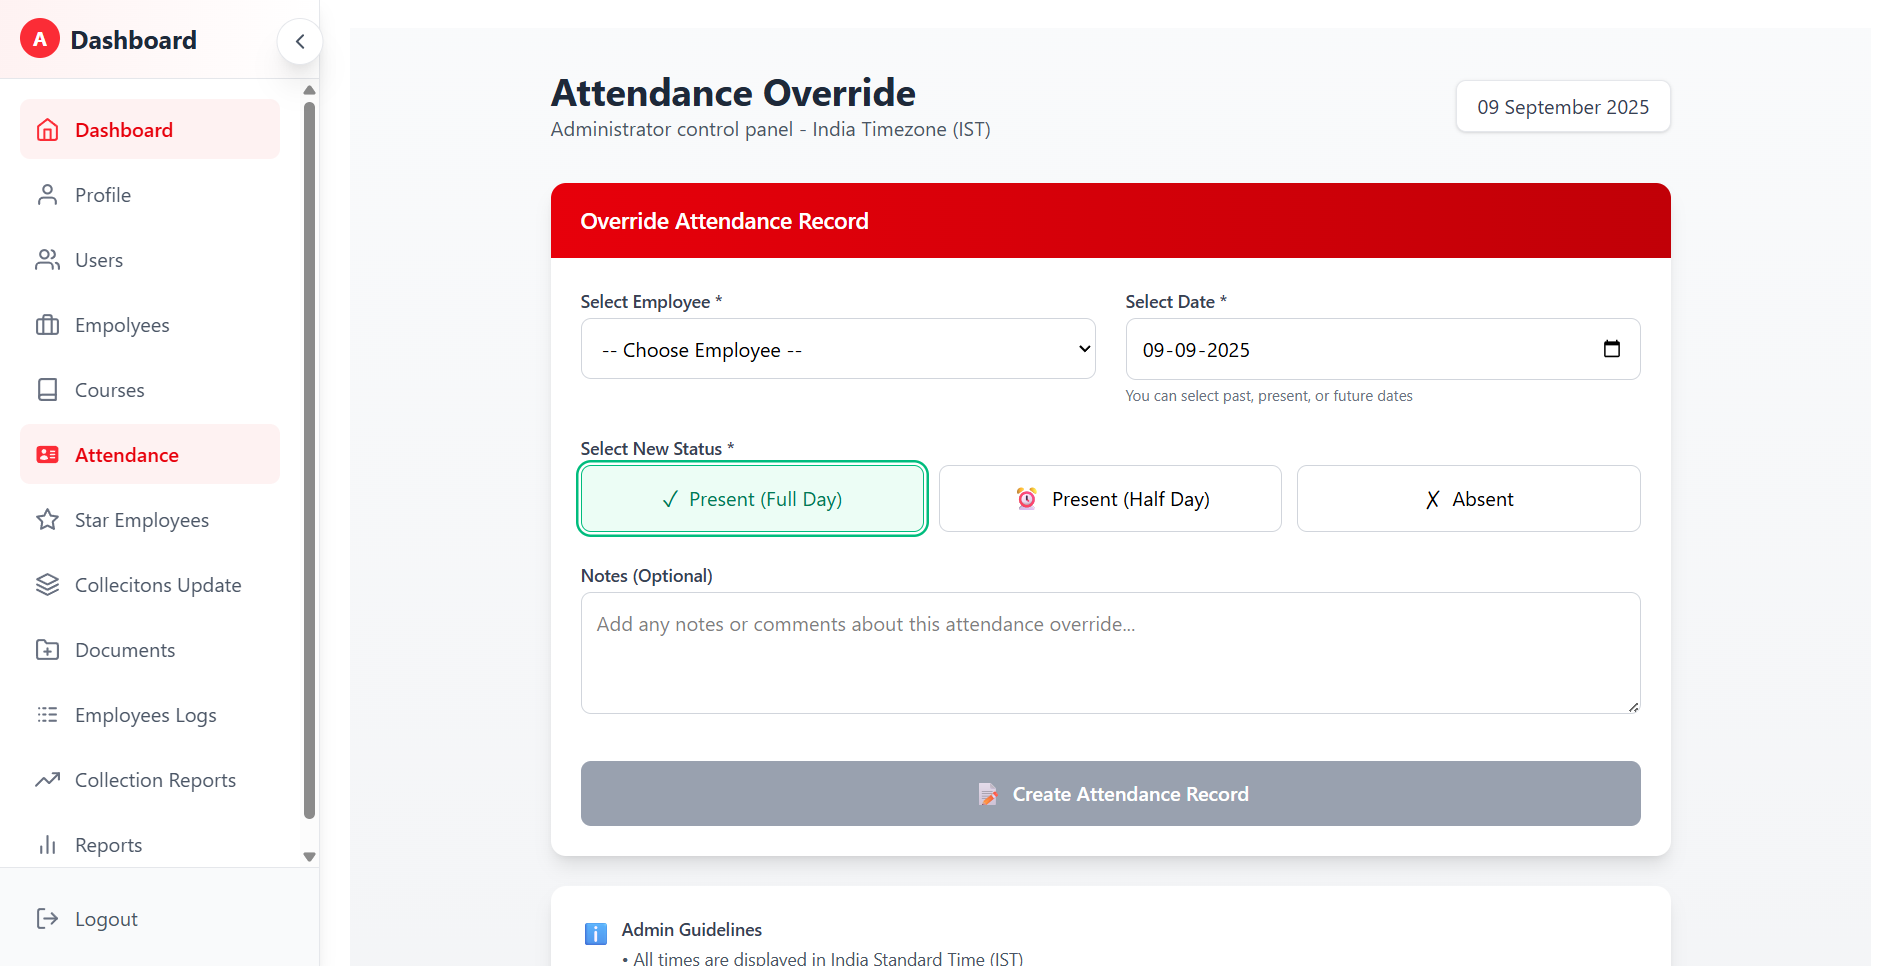 A Dashboard
Dashboard
Profile
Users
Empolyees
Courses
Attendance
Star Employees
Collecitons Update
Documents
Employees Logs
Collection Reports
Reports
Logout
Attendance Override
Administrator control panel - India Timezone (IST)
09 September 2025
Override Attendance Record
Select Employee *
-- Choose Employee --
Select Date *
09-09-2025
You can select past, present, or future dates
Select New Status *
✓ Present (Full Day)
⏰ Present (Half Day)
✗ Absent
Notes (Optional)
Add any notes or comments about this attendance override...
📝 Create Attendance Record
ℹ️ Admin Guidelines
• All times are displayed in India Standard Time (IST)